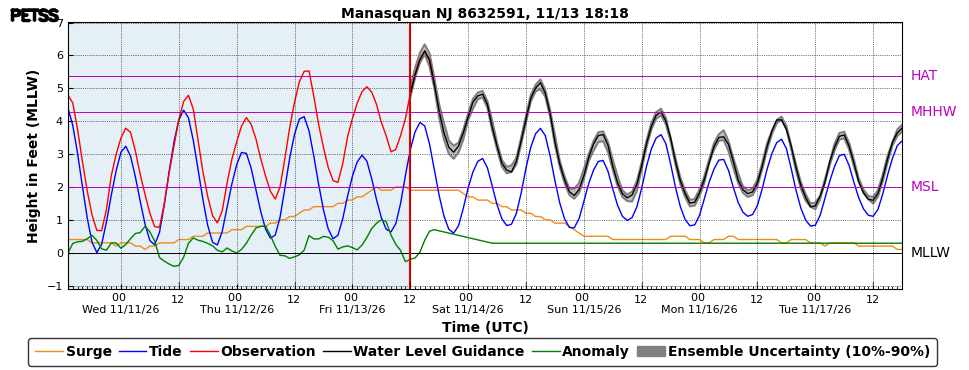 PETSS
Manasquan NJ 8632591, 11/13 18:18
Height in Feet (MLLW)
7
6
5
4
3
2
1
0
−1
HAT
MHHW
MSL
MLLW
00 12 00 12 00 12 00 12 00 12 00 12 00 12
Wed 11/11/26 Thu 11/12/26 Fri 11/13/26 Sat 11/14/26 Sun 11/15/26 Mon 11/16/26 Tue 11/17/26
Time (UTC)
Surge Tide Observation Water Level Guidance Anomaly Ensemble Uncertainty (10%-90%)